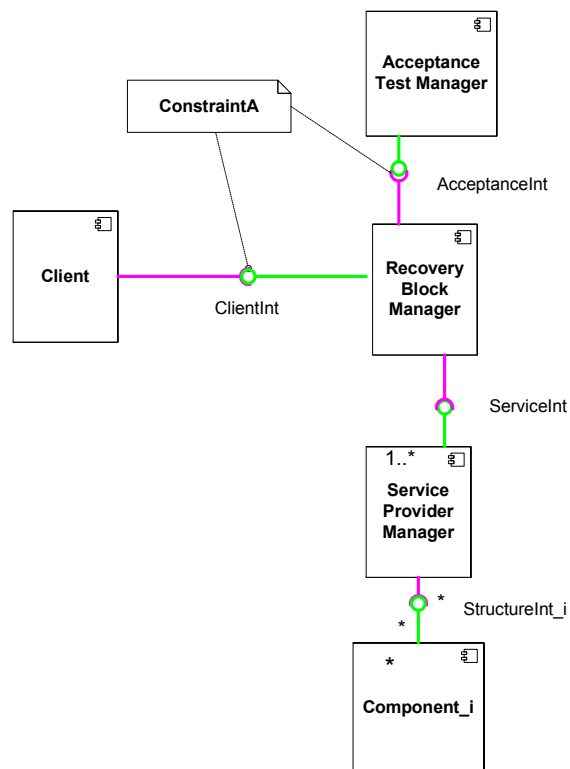 Acceptance
Test Manager
ConstraintA
AcceptanceInt
Client
ClientInt
Recovery
Block
Manager
ServiceInt
1..*
Service
Provider
Manager
*
StructureInt_i
*
*
Component_i